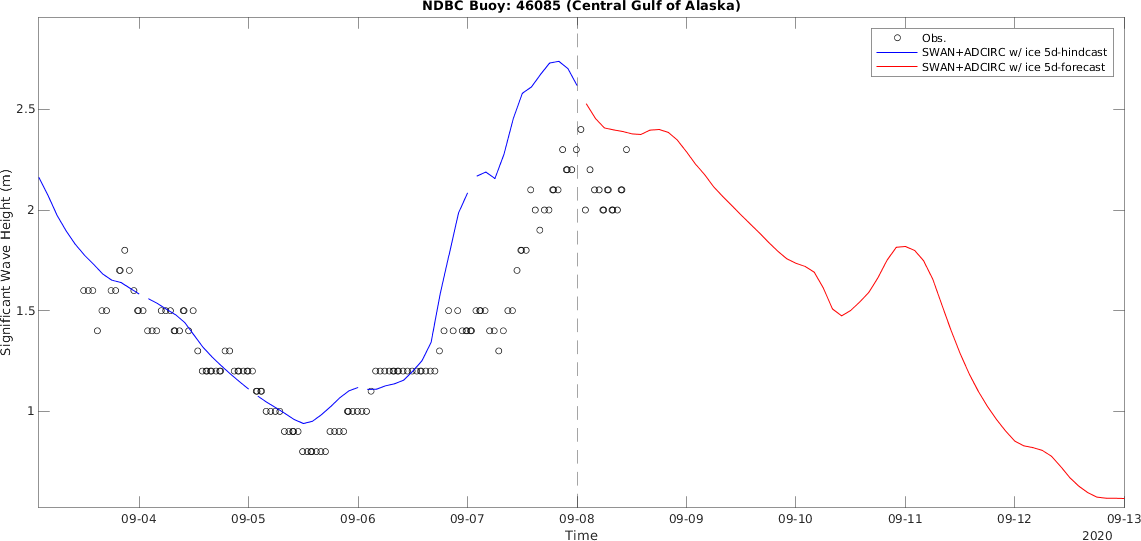 NDBC Buoy: 46085 (Central Gulf of Alaska)
Obs.
SWAN+ADCIRC w/ ice 5d-hindcast
SWAN+ADCIRC w/ ice 5d-forecast
Significant Wave Height (m)
2.5
2
1.5
1
09-04 09-05 09-06 09-07 09-08 09-09 09-10 09-11 09-12 09-13
Time
2020